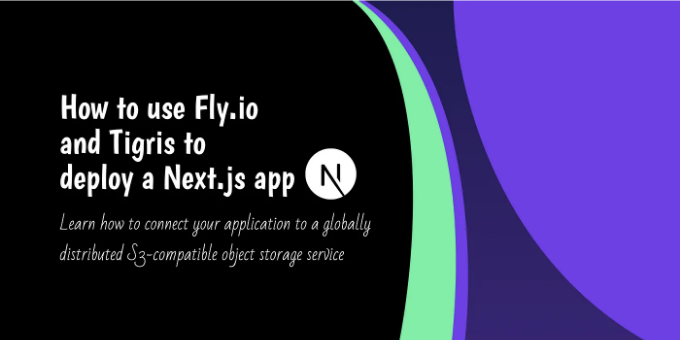 How to use Fly.io
and Tigris to
deploy a Next.js app
N
Learn how to connect your application to a globally
distributed S3-compatible object storage service